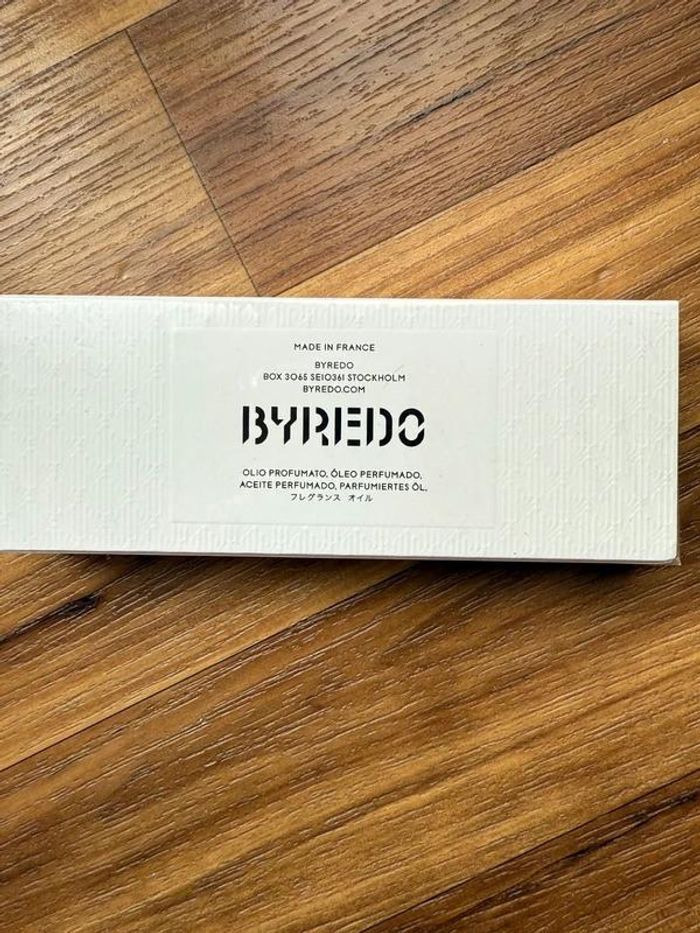 MADE IN FRANCE
BYREDO
BOX 3065 SE10361 STOCKHOLM
BYREDO.COM
BYREDO
OLIO PROFUMATO, ÓLEO PERFUMADO,
ACEITE PERFUMADO, PARFUMIERTES ÖL,
フレグランス オイル